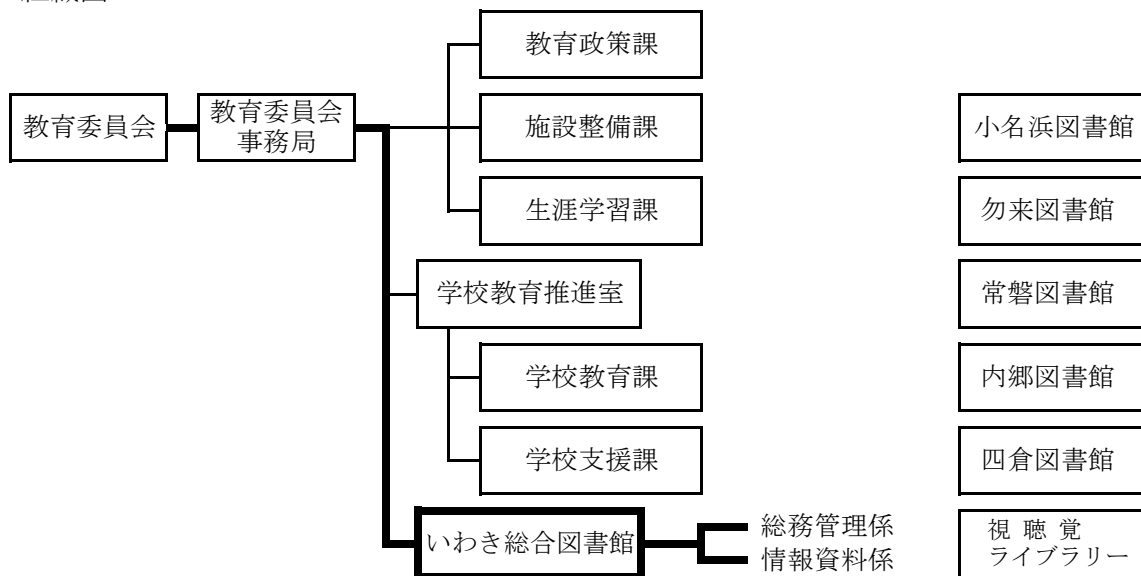 教育政策課
教育委員会
教育委員会
事務局
施設整備課
小名浜図書館
生涯学習課
勿来図書館
学校教育推進室
常磐図書館
学校教育課
内郷図書館
学校支援課
四倉図書館
いわき総合図書館
総務管理係
情報資料係
視 聴 覚
ライブラリー